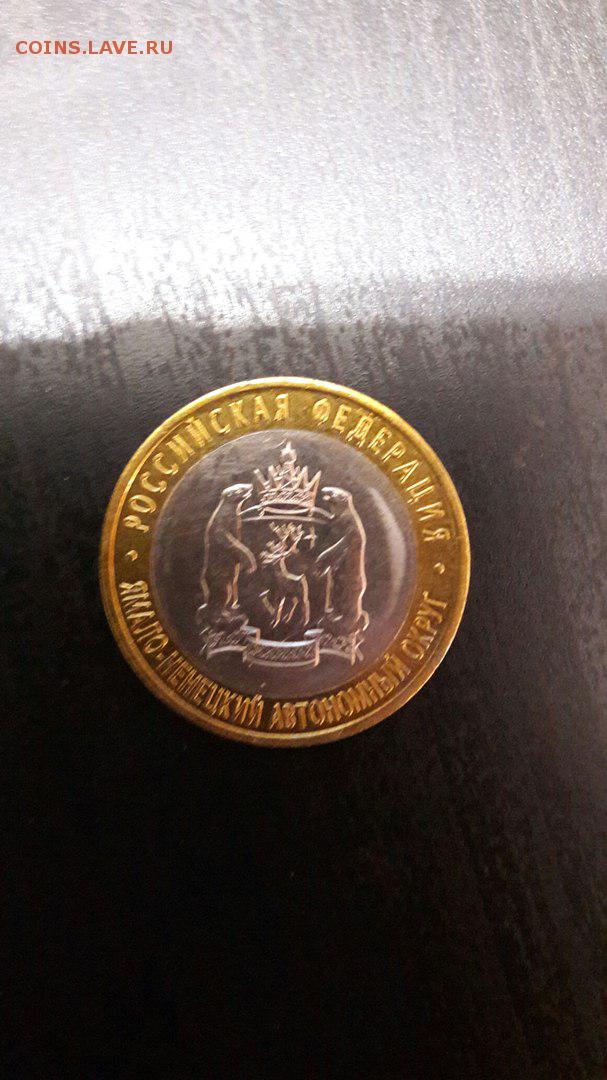 COINS.LAVE.RU
РОССИЙСКАЯ ФЕДЕРАЦИЯ
ЯМАЛО-НЕНЕЦКИЙ АВТОНОМНЫЙ ОКРУГ